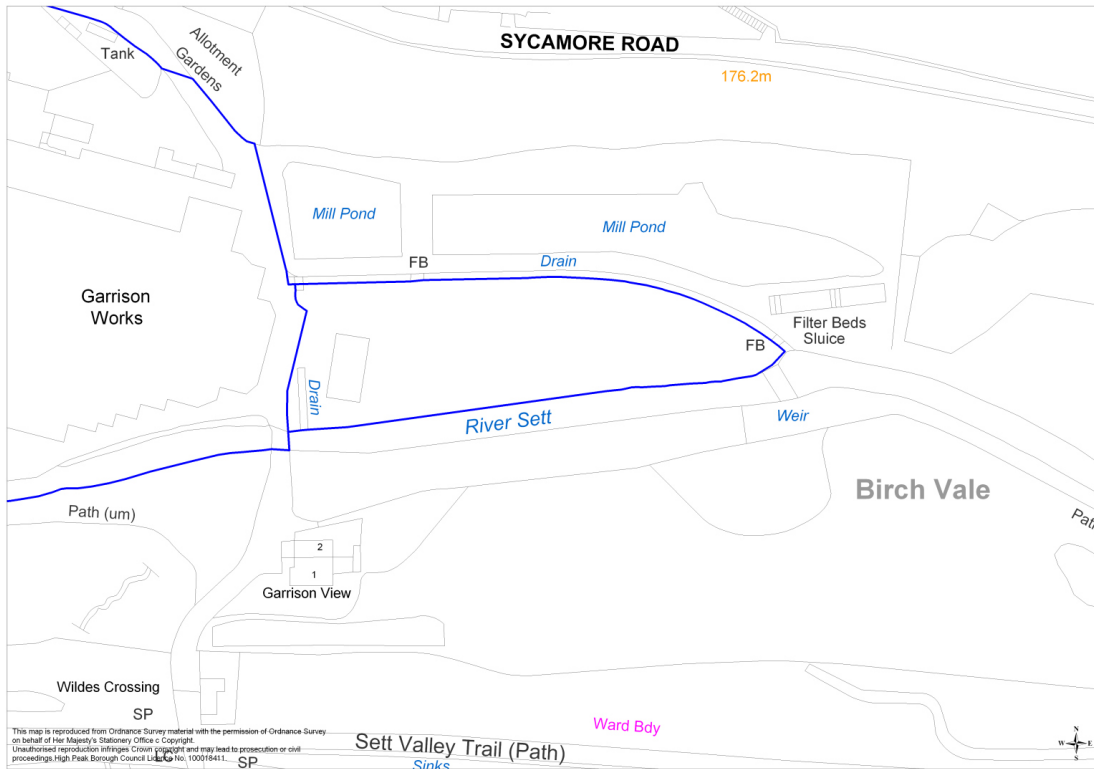 SYCAMORE ROAD
Tank
Allotment
Gardens
176.2m
Mill Pond
Mill Pond
FB
Drain
Garrison
Works
Filter Beds
Sluice
FB
Drain
River Sett
Weir
Birch Vale
Path (um)
Path
2
1
Garrison View
Wildes Crossing
SP
Ward Bdy
This map is reproduced from Ordnance Survey material with the permission of Ordnance Survey
on behalf of Her Majesty's Stationery Office c Copyright.
Unauthorised reproduction infringes Crown copyright and may lead to prosecution or civil
proceedings.High Peak Borough Council Licence No: 100018411.
LC
SP
Sett Valley Trail (Path)
Sinks
N
W E
S